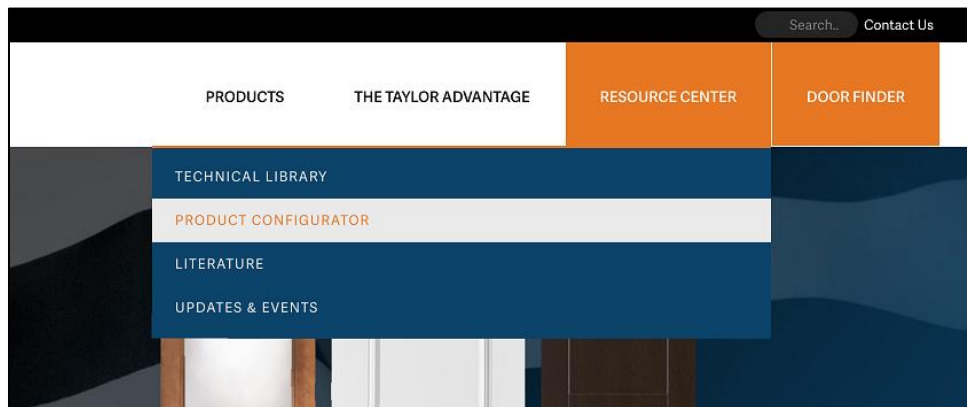 Search.. Contact Us
PRODUCTS THE TAYLOR ADVANTAGE RESOURCE CENTER DOOR FINDER
TECHNICAL LIBRARY
PRODUCT CONFIGURATOR
LITERATURE
UPDATES & EVENTS